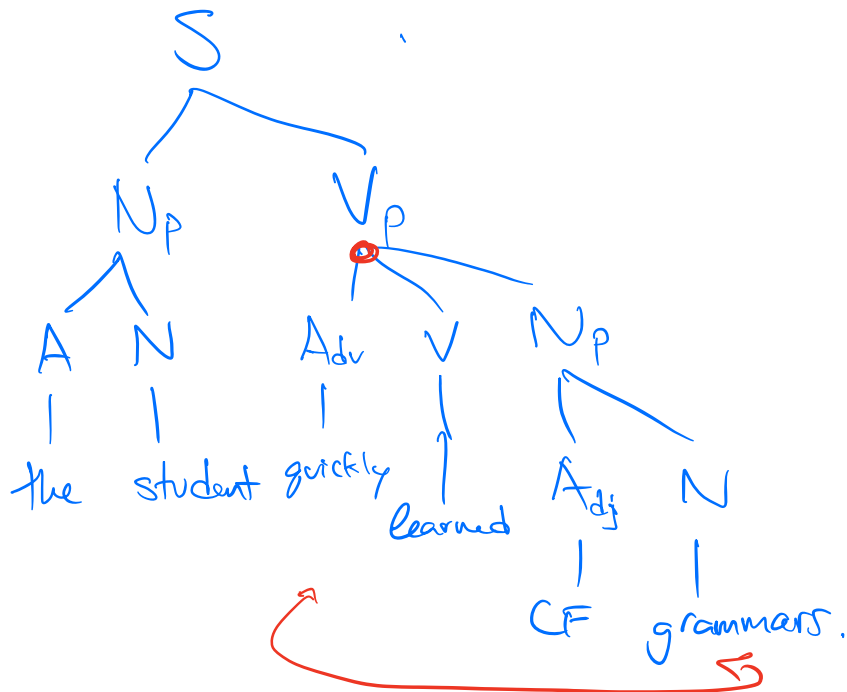 S
Np Vp
A N Adv V Np
the student quickly learned Adj N
CF grammars.